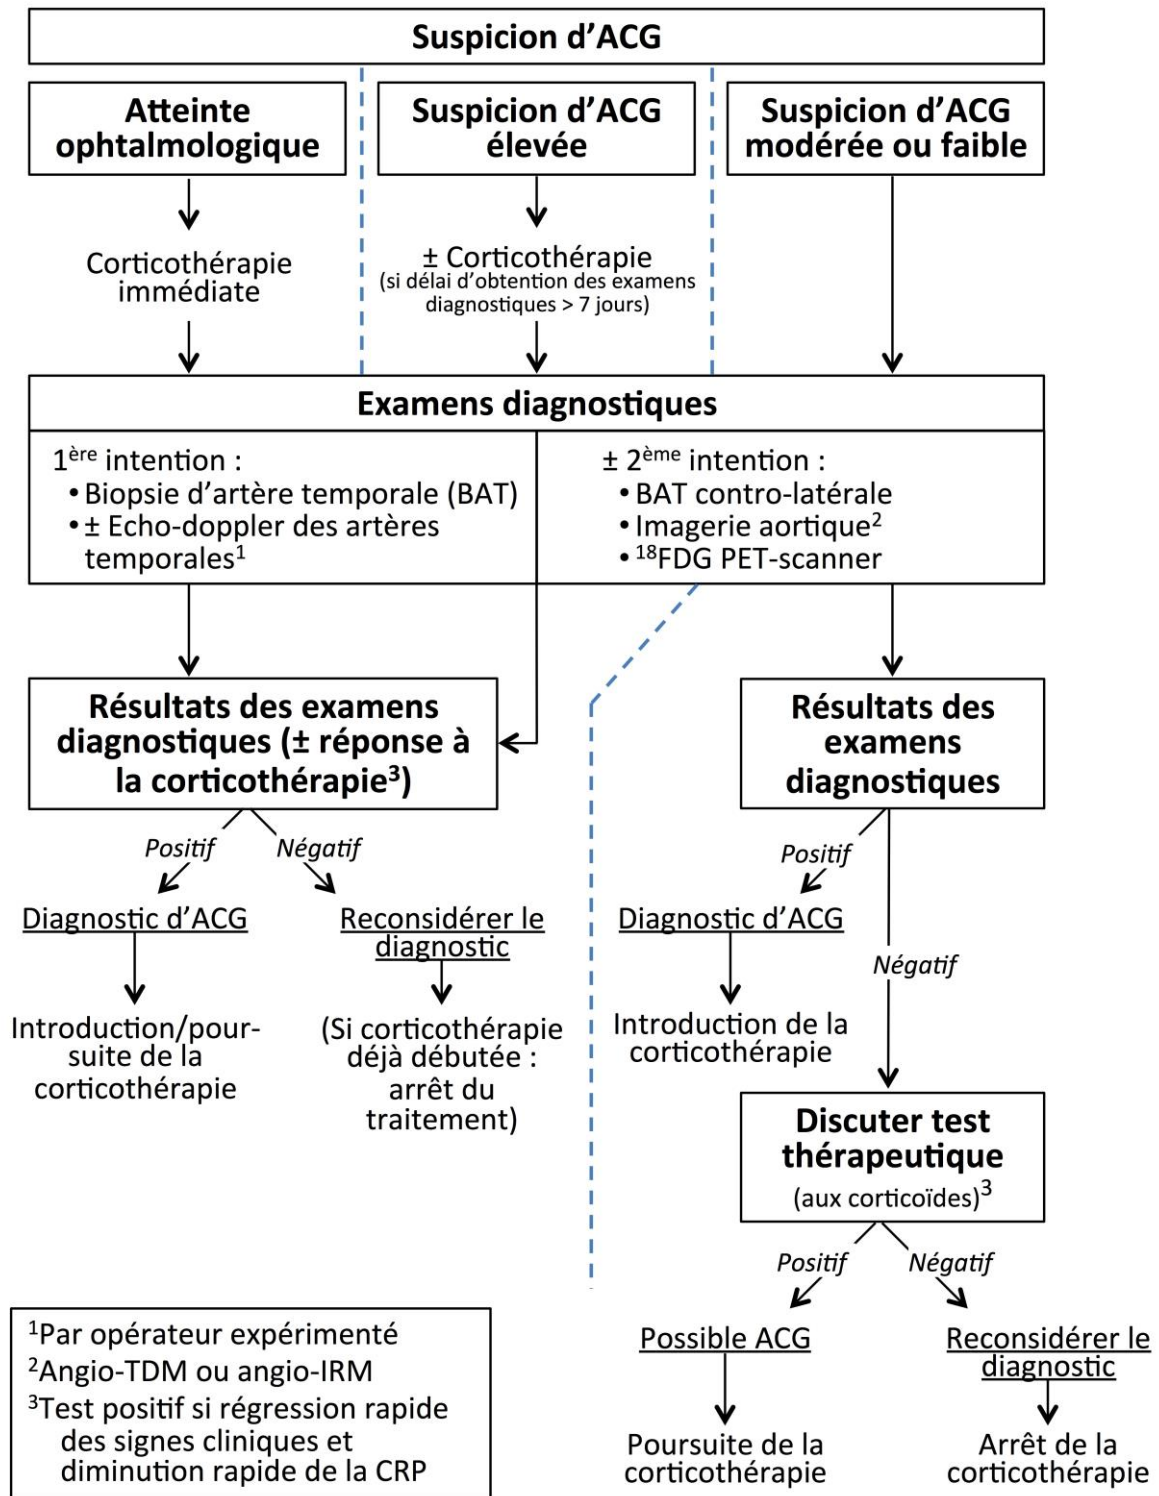 Suspicion d’ACG
Atteinte
ophtalmologique
Suspicion d’ACG
élevée
Suspicion d’ACG
modérée ou faible
Corticothérapie
immédiate
± Corticothérapie
(si délai d’obtention des examens
diagnostiques > 7 jours)
Examens diagnostiques
1ère intention :
• Biopsie d’artère temporale (BAT)
• ± Echo-doppler des artères
temporales1
± 2ème intention :
• BAT contro-latérale
• Imagerie aortique2
• 18FDG PET-scanner
Résultats des examens
diagnostiques (± réponse à
la corticothérapie3)
Positif
Négatif
Diagnostic d’ACG
Reconsidérer le
diagnostic
Introduction/pour-
suite de la
corticothérapie
(Si corticothérapie
déjà débutée :
arrêt du
traitement)
Résultats des
examens
diagnostiques
Positif
Négatif
Diagnostic d’ACG
Introduction de la
corticothérapie
Discuter test
thérapeutique
(aux corticoïdes)3
Positif
Négatif
Possible ACG
Reconsidérer le
diagnostic
Poursuite de la
corticothérapie
Arrêt de la
corticothérapie
1Par opérateur expérimenté
2Angio-TDM ou angio-IRM
3Test positif si régression rapide
des signes cliniques et
diminution rapide de la CRP